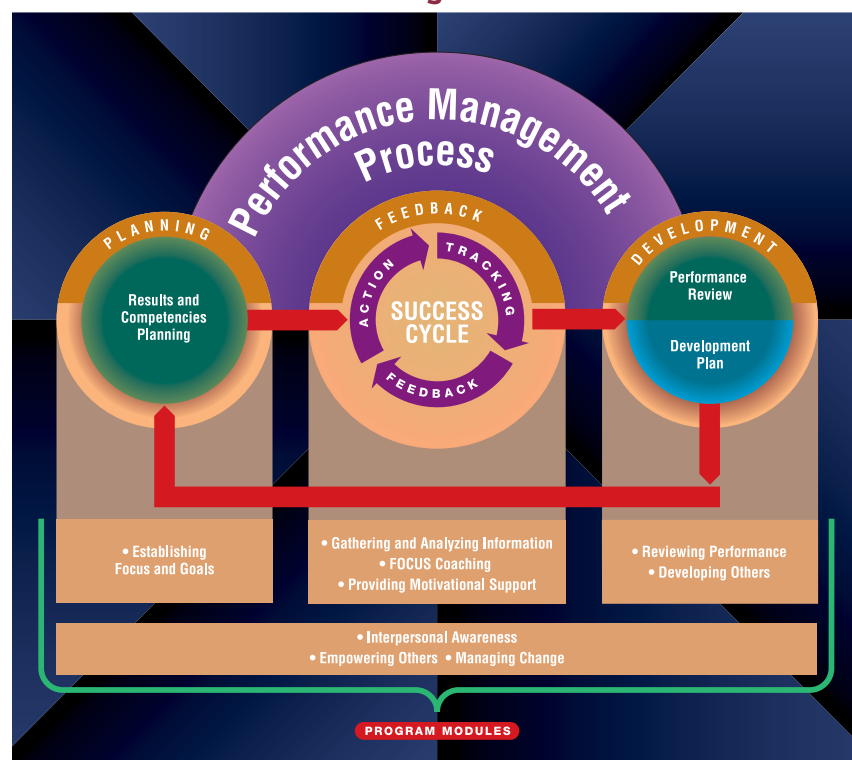 Performance Management
Process
PLANNING
Results and
Competencies
Planning
FEEDBACK
ACTION
TRACKING
FEEDBACK
SUCCESS
CYCLE
DEVELOPMENT
Performance
Review
Development
Plan
• Establishing
Focus and Goals
• Gathering and Analyzing Information
• FOCUS Coaching
• Providing Motivational Support
• Reviewing Performance
• Developing Others
• Interpersonal Awareness
• Empowering Others • Managing Change
PROGRAM MODULES